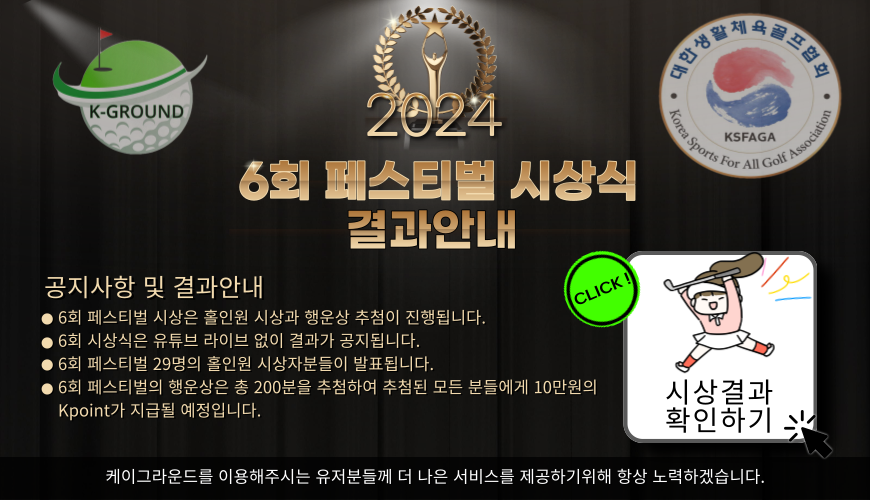 K-GROUND
2024
대한생활체육골프협회
KSFAGA
Korea Sports For All Golf Association
6회 페스티벌 시상식
결과안내
공지사항 및 결과안내
● 6회 페스티벌 시상은 홀인원 시상과 행운상 추첨이 진행됩니다.
● 6회 시상식은 유튜브 라이브 없이 결과가 공지됩니다.
● 6회 페스티벌 29명의 홀인원 시상자분들이 발표됩니다.
● 6회 페스티벌의 행운상은 총 200분을 추첨하여 추첨된 모든 분들에게 10만원의
Kpoint가 지급될 예정입니다.
CLICK !
시상결과
확인하기
케이그라운드를 이용해주시는 유저분들께 더 나은 서비스를 제공하기위해 항상 노력하겠습니다.